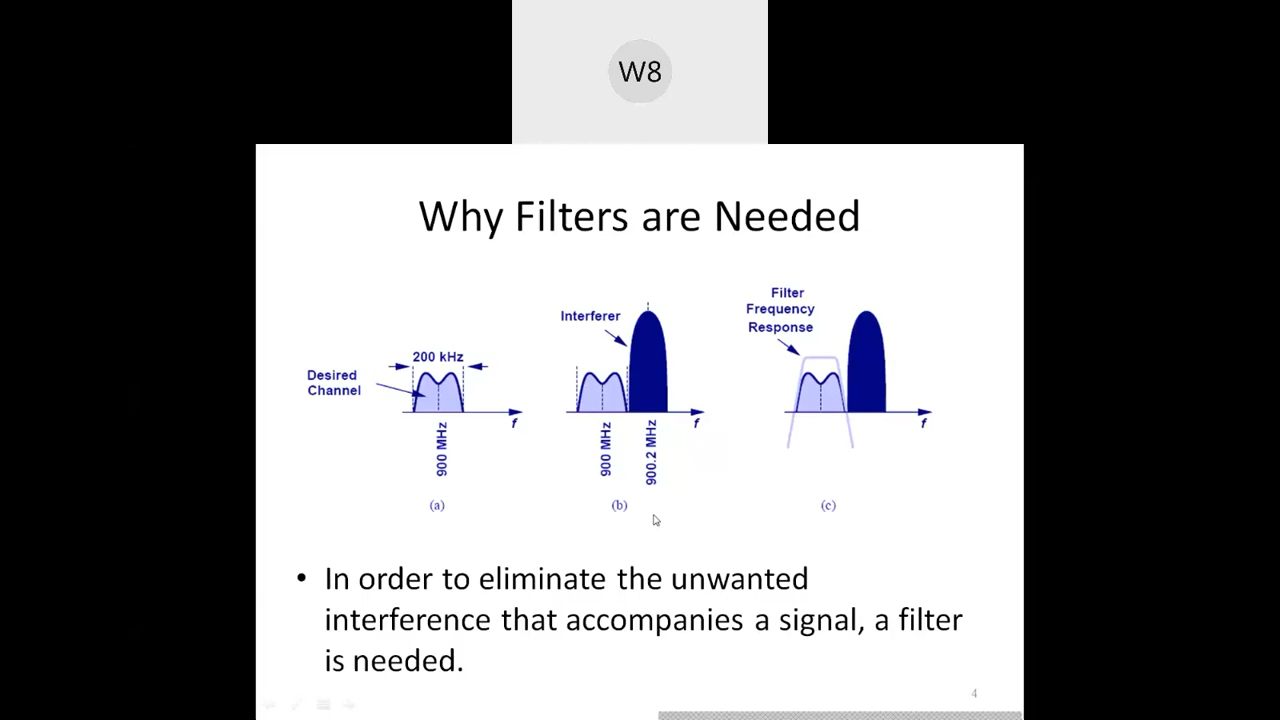 W8
Why Filters are Needed
Desired
Channel
200 kHz
f
900 MHz
(a)
Interferer
f
900 MHz
900.2 MHz
(b)
Filter
Frequency
Response
f
(c)
• In order to eliminate the unwanted
interference that accompanies a signal, a filter
is needed.
4